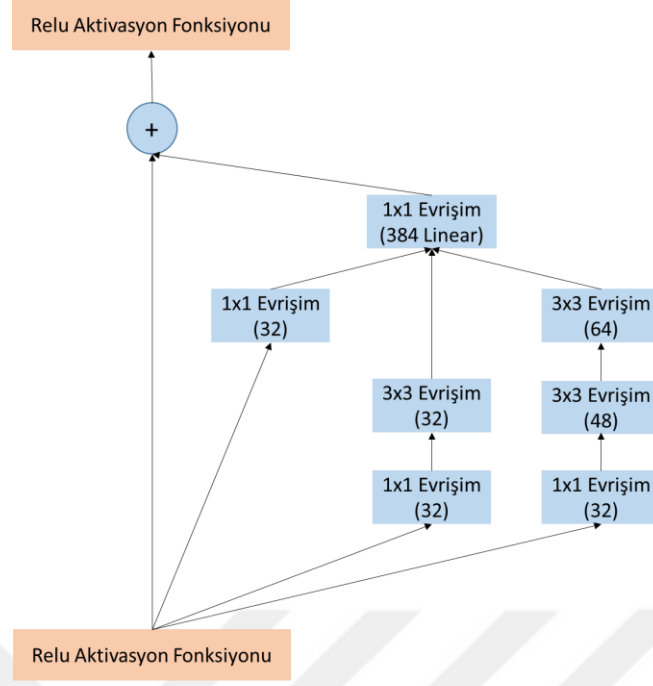 Relu Aktivasyon Fonksiyonu
+
1x1 Evrişim
(384 Linear)
1x1 Evrişim
(32)
3x3 Evrişim
(64)
3x3 Evrişim
(32)
3x3 Evrişim
(48)
1x1 Evrişim
(32)
1x1 Evrişim
(32)
Relu Aktivasyon Fonksiyonu